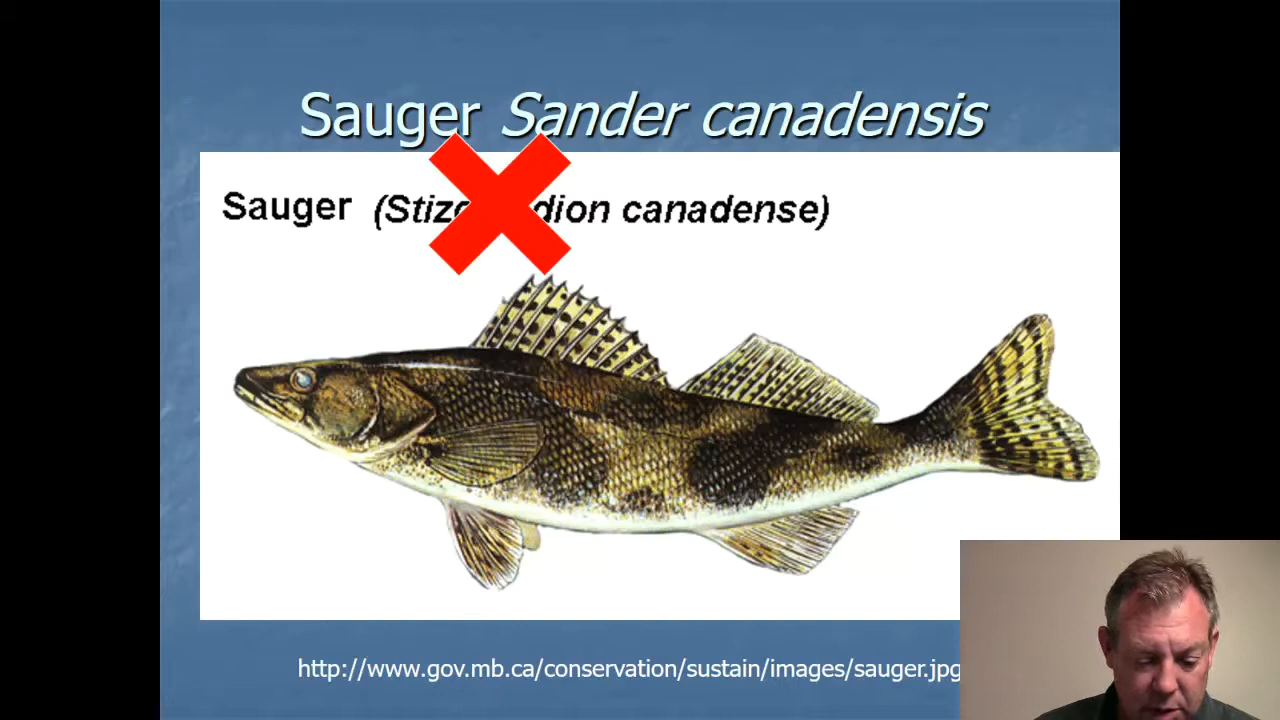 Sauger Sander canadensis
Sauger (Stiz dion canadense)
http://www.gov.mb.ca/conservation/sustain/images/sauger.jpg